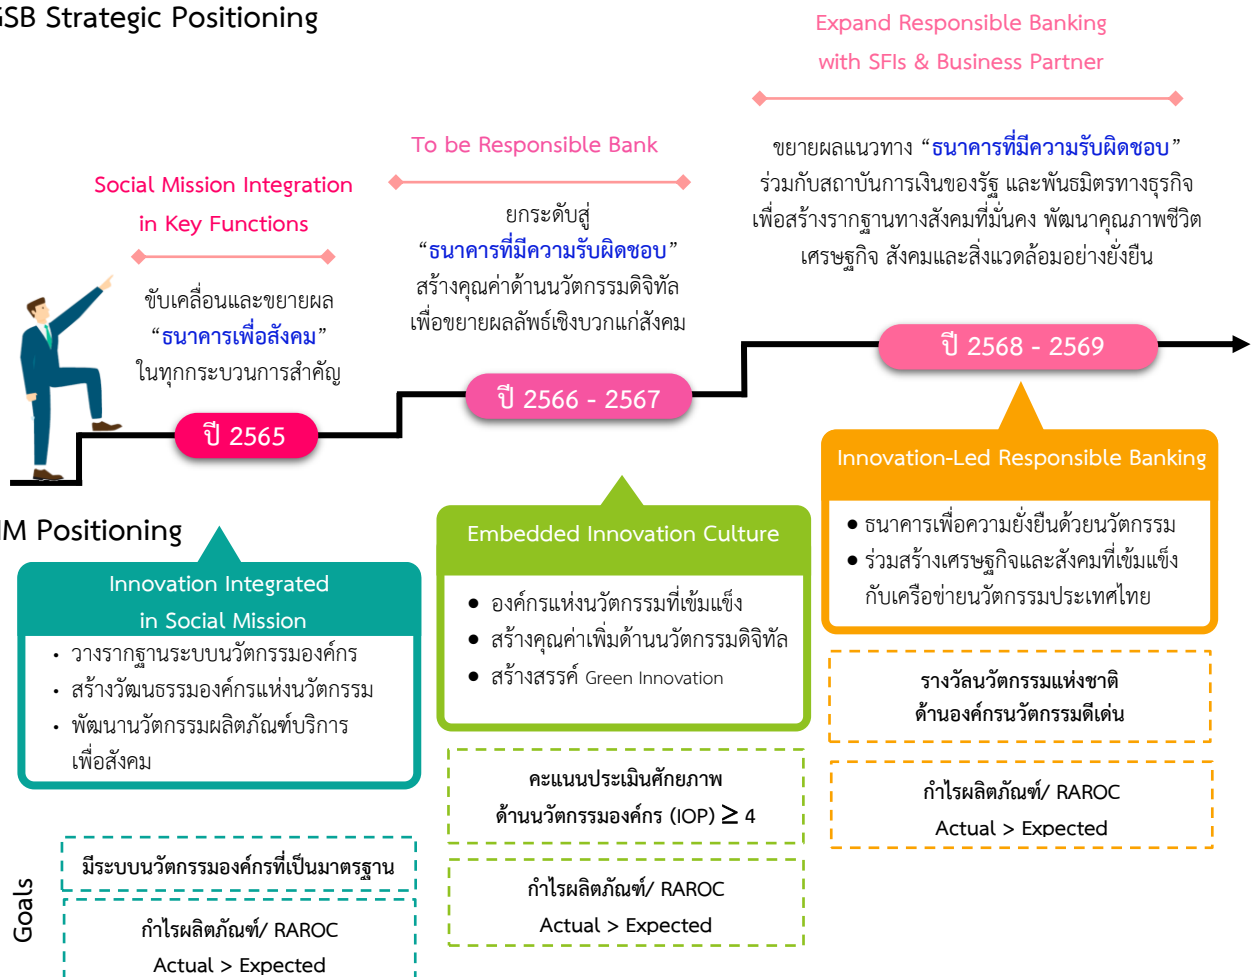 GSB Strategic Positioning
Expand Responsible Banking
with SFIs & Business Partner
ขยายผลแนวทาง “ธนาคารที่มีความรับผิดชอบ”
ร่วมกับสถาบันการเงินของรัฐ และพันธมิตรทางธุรกิจ
เพื่อสร้างรากฐานทางสังคมที่มั่นคง พัฒนาคุณภาพชีวิต
เศรษฐกิจ สังคมและสิ่งแวดล้อมอย่างยั่งยืน
To be Responsible Bank
ยกระดับสู่
“ธนาคารที่มีความรับผิดชอบ”
สร้างคุณค่าด้านนวัตกรรมดิจิทัล
เพื่อขยายผลลัพธ์เชิงบวกแก่สังคม
Social Mission Integration
in Key Functions
ขับเคลื่อนและขยายผล
“ธนาคารเพื่อสังคม”
ในทุกกระบวนการสำคัญ
ปี 2565
ปี 2566 - 2567
ปี 2568 - 2569
IM Positioning
Innovation Integrated
in Social Mission
• วางรากฐานระบบนวัตกรรมองค์กร
• สร้างวัฒนธรรมองค์กรแห่งนวัตกรรม
• พัฒนานวัตกรรมผลิตภัณฑ์บริการ
เพื่อสังคม
Embedded Innovation Culture
● องค์กรแห่งนวัตกรรมที่เข้มแข็ง
● สร้างคุณค่าเพิ่มด้านนวัตกรรมดิจิทัล
● สร้างสรรค์ Green Innovation
Innovation-Led Responsible Banking
● ธนาคารเพื่อความยั่งยืนด้วยนวัตกรรม
● ร่วมสร้างเศรษฐกิจและสังคมที่เข้มแข็ง
กับเครือข่ายนวัตกรรมประเทศไทย
Goals
มีระบบนวัตกรรมองค์กรที่เป็นมาตรฐาน
กำไรผลิตภัณฑ์/ RAROC
Actual > Expected
คะแนนประเมินศักยภาพ
ด้านนวัตกรรมองค์กร (IOP) ≥ 4
กำไรผลิตภัณฑ์/ RAROC
Actual > Expected
รางวัลนวัตกรรมแห่งชาติ
ด้านองค์กรนวัตกรรมดีเด่น
กำไรผลิตภัณฑ์/ RAROC
Actual > Expected